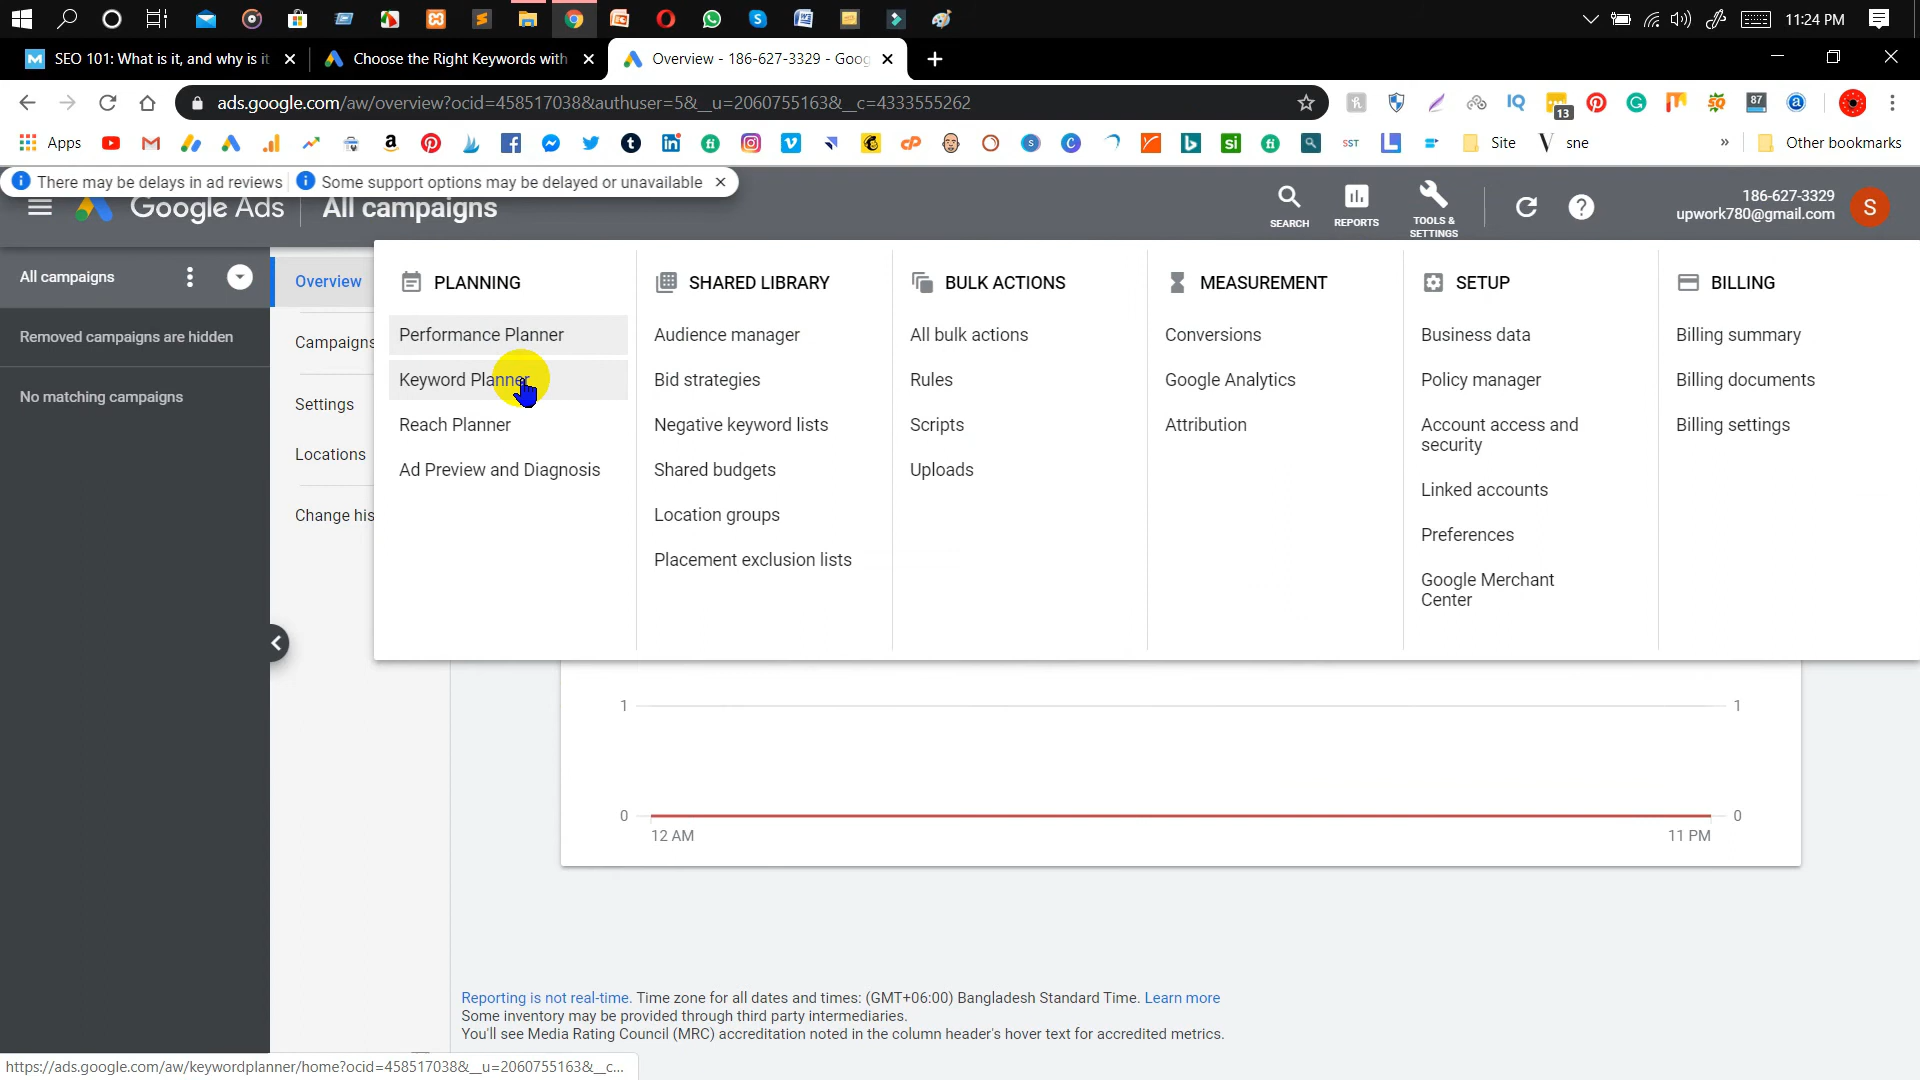 11:24 PM
SEO 101: What is it, and why is it
Choose the Right Keywords with
Overview - 186-627-3329 - Goog
ads.google.com/aw/overview?ocid=458517038&authuser=5&__u=2060755163&__c=4333555262
13
87
Apps
SST
Site
sne
»
Other bookmarks
There may be delays in ad reviews
Some support options may be delayed or unavailable
Google Ads
All campaigns
SEARCH
REPORTS
TOOLS &
SETTINGS
186-627-3329
upwork780@gmail.com
S
All campaigns
Removed campaigns are hidden
No matching campaigns
Overview
Campaigns
Settings
Locations
Change his
PLANNING
Performance Planner
Keyword Planner
Reach Planner
Ad Preview and Diagnosis
SHARED LIBRARY
Audience manager
Bid strategies
Negative keyword lists
Shared budgets
Location groups
Placement exclusion lists
BULK ACTIONS
All bulk actions
Rules
Scripts
Uploads
MEASUREMENT
Conversions
Google Analytics
Attribution
SETUP
Business data
Policy manager
Account access and
security
Linked accounts
Preferences
Google Merchant
Center
BILLING
Billing summary
Billing documents
Billing settings
1
1
0
0
12 AM
11 PM
Reporting is not real-time. Time zone for all dates and times: (GMT+06:00) Bangladesh Standard Time. Learn more
Some inventory may be provided through third party intermediaries.
You'll see Media Rating Council (MRC) accreditation noted in the column header's hover text for accredited metrics.
https://ads.google.com/aw/keywordplanner/home?ocid=458517038&__u=2060755163&__c...